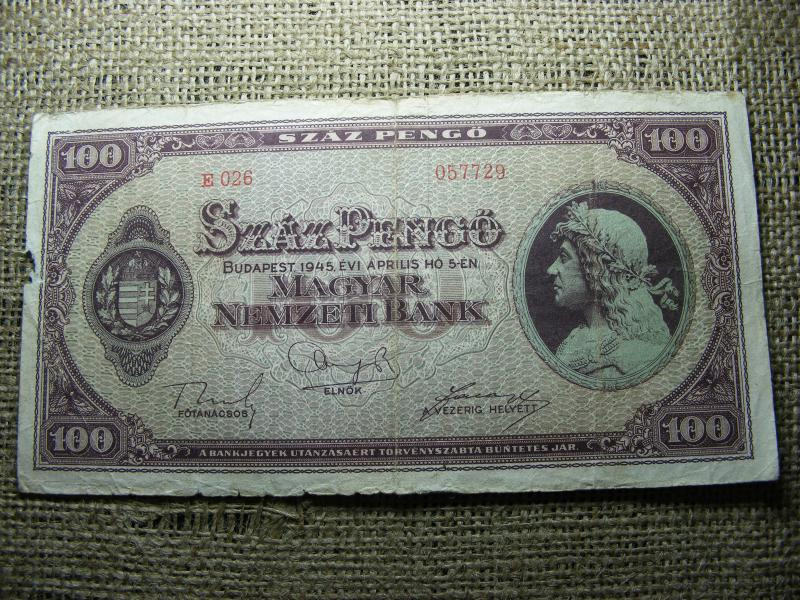 SZÁZ PENGŐ
100
100
E 026
057729
SZÁZ PENGŐ
BUDAPEST 1945. ÉVI ÁPRILIS HÓ 5-ÉN
MAGYAR
NEMZETI BANK
FŐTANÁCSOS
ELNÖK
A VEZÉRIG. HELYETT
100
100
A BANKJEGYEK UTÁNZÁSÁÉRT TÖRVÉNYSZABTA BÜNTETÉS JÁR.